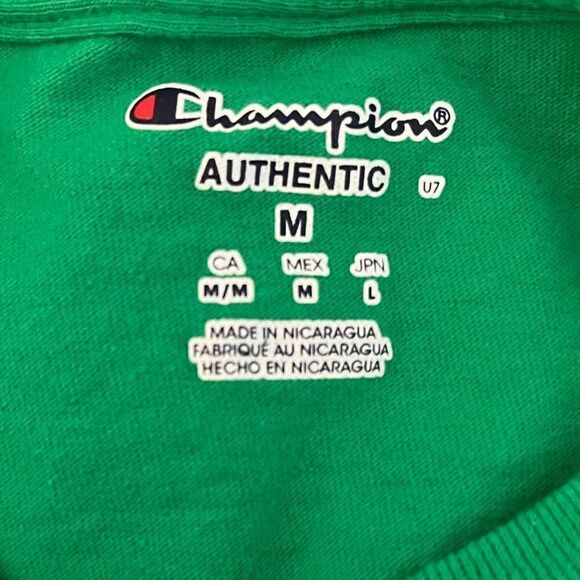 Champion®
AUTHENTIC U7
M
CA MEX JPN
M/M M L
MADE IN NICARAGUA
FABRIQUÉ AU NICARAGUA
HECHO EN NICARAGUA